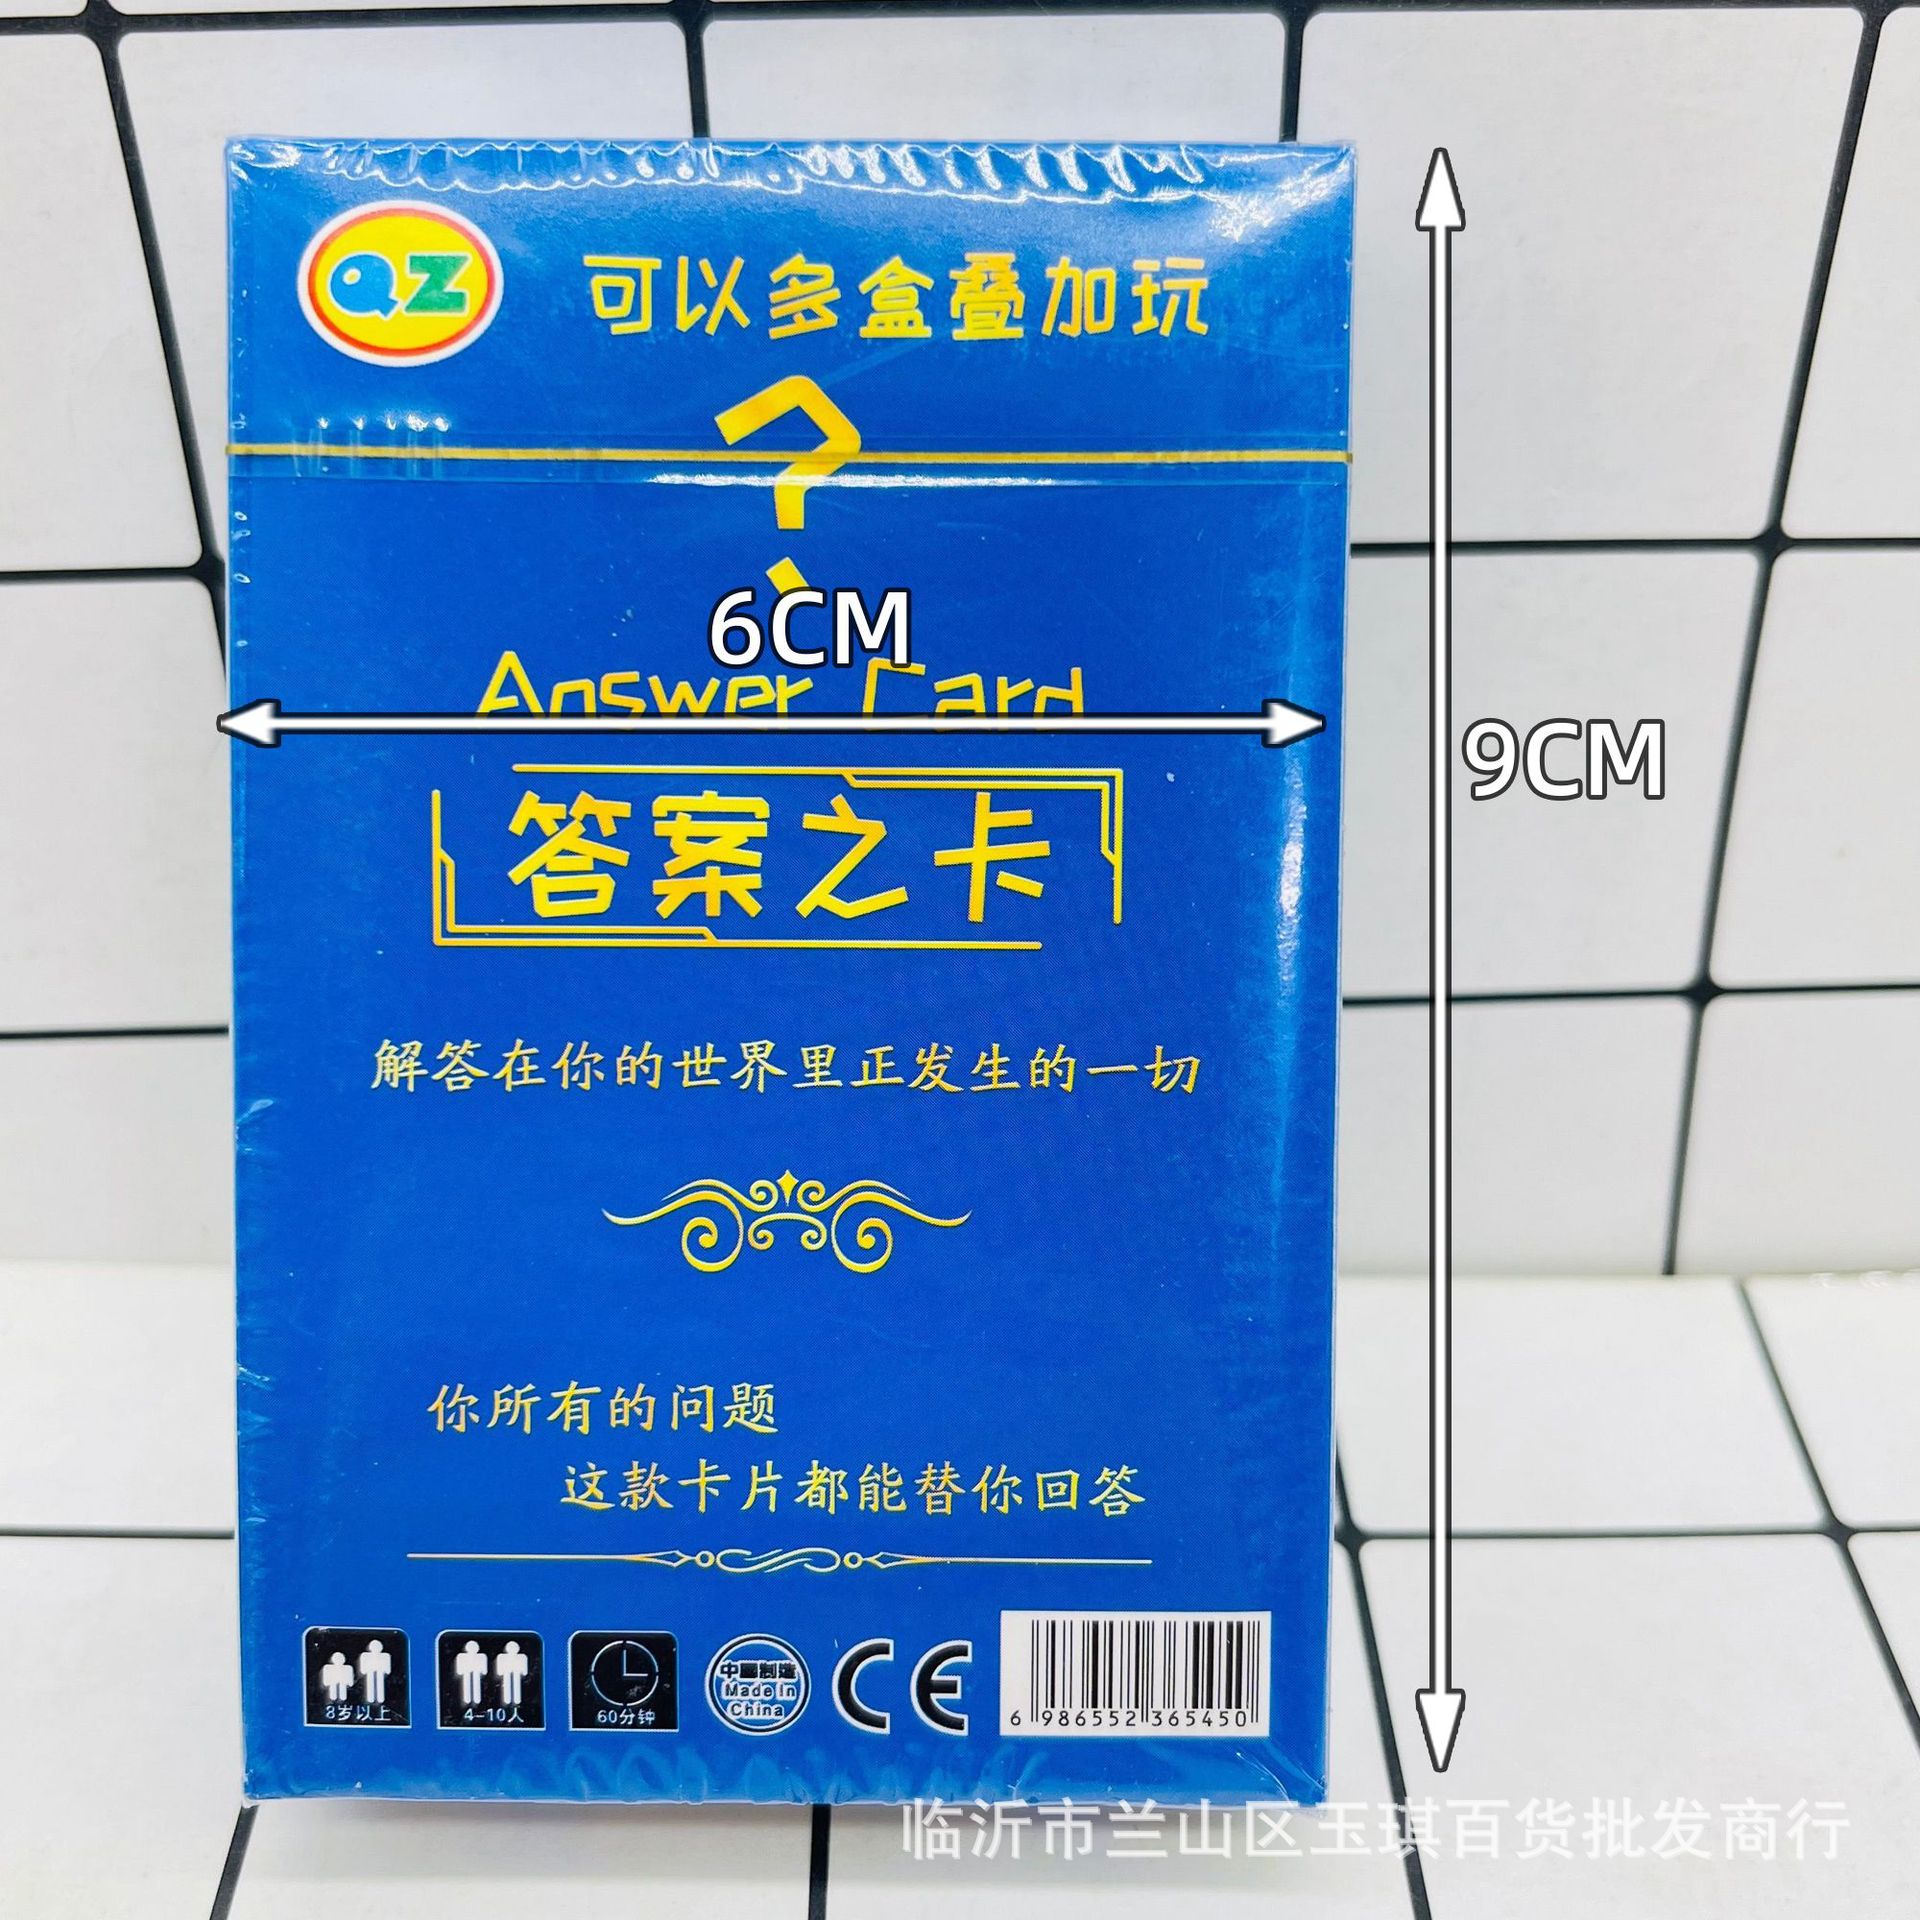 QZ
可以多盒叠加玩
?
6CM
Answer Card
9CM
答案之卡
解答在你的世界里正发生的一切
你所有的问题
这款卡片都能替你回答
8岁以上
4-10人
60分钟
中國制造
Made in
China
CE
6 986552 365450
临沂市兰山区玉琪百货批发商行